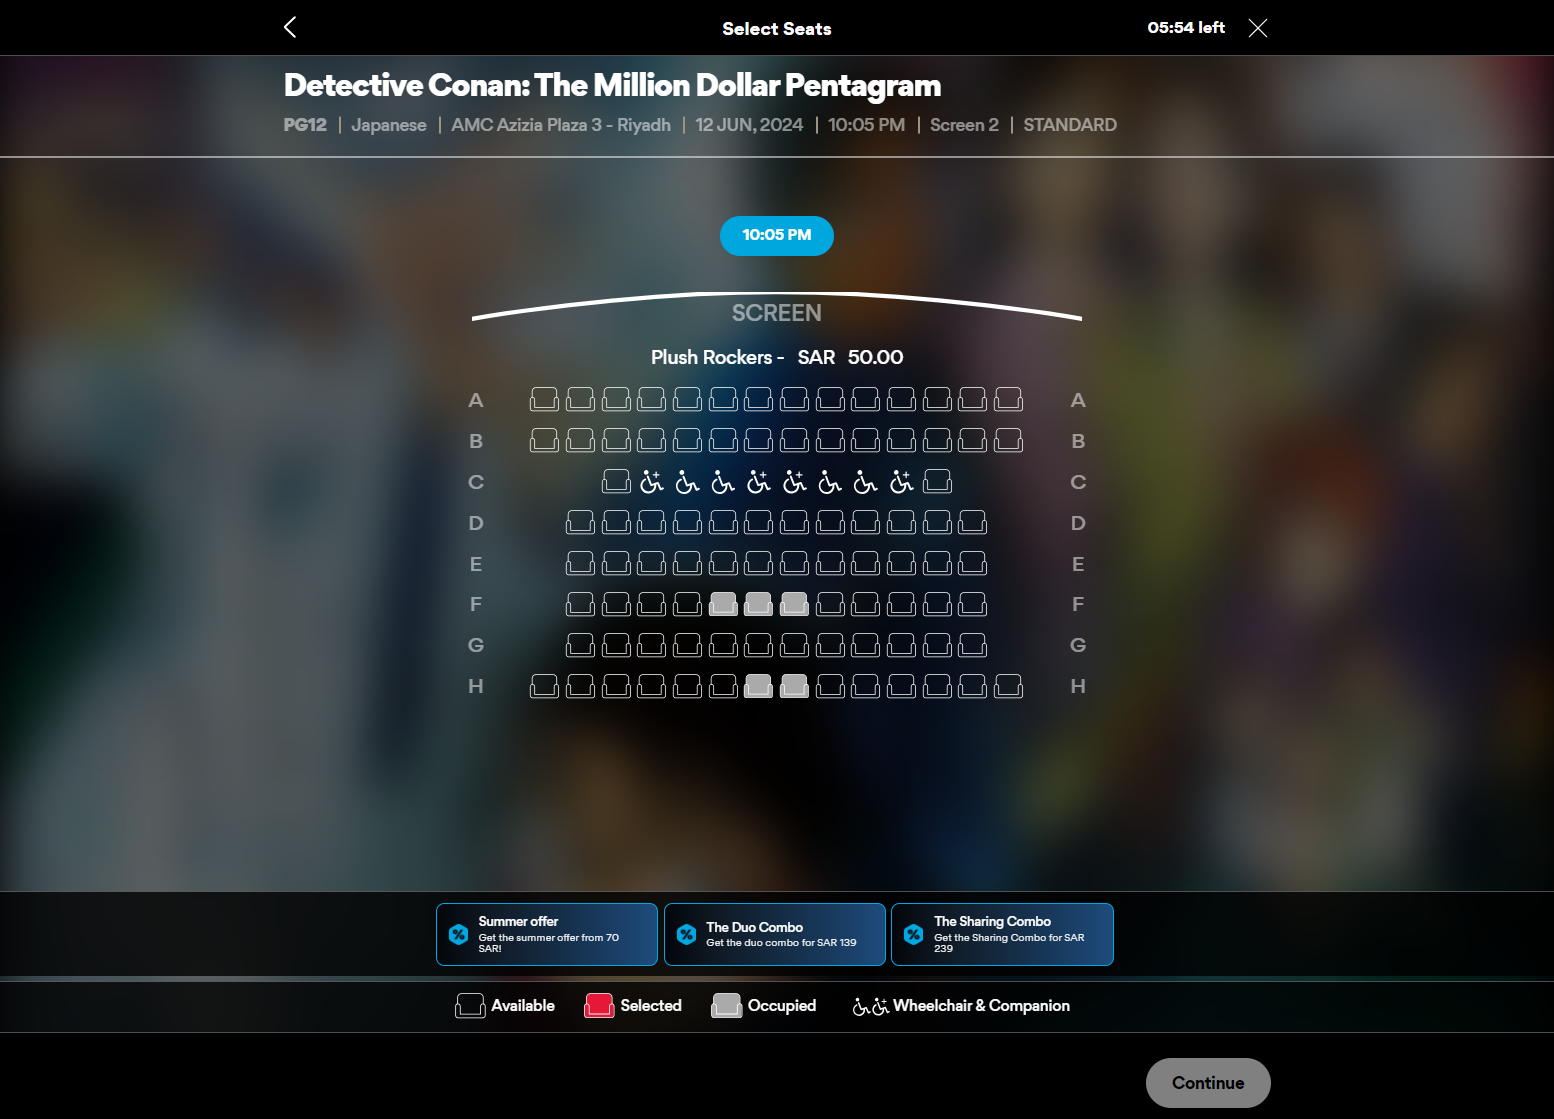 Select Seats
05:54 left
Detective Conan: The Million Dollar Pentagram
PG12 | Japanese | AMC Azizia Plaza 3 - Riyadh | 12 JUN, 2024 | 10:05 PM | Screen 2 | STANDARD
10:05 PM
SCREEN
Plush Rockers - SAR 50.00
A A
B B
C C
D D
E E
F F
G G
H H
Summer offer
Get the summer offer from 70
SAR!
The Duo Combo
Get the duo combo for SAR 139
The Sharing Combo
Get the Sharing Combo for SAR
239
Available Selected Occupied Wheelchair & Companion
Continue